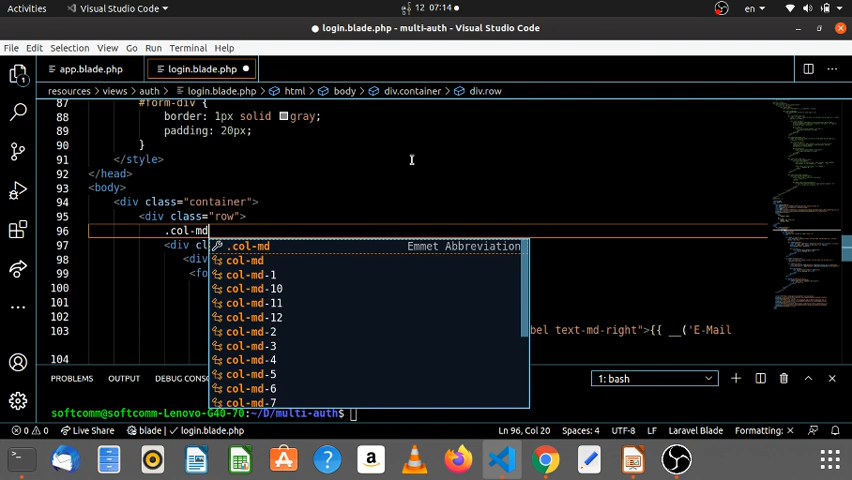 Activities
Visual Studio Code
12 07:14
en
login.blade.php - multi-auth - Visual Studio Code
File Edit Selection View Go Run Terminal Help
app.blade.php
login.blade.php
resources > views > auth > login.blade.php > html > body > div.container > div.row
87 #form-div {
88 border: 1px solid gray;
89 padding: 20px;
90 }
91 </style>
92 </head>
93 <body>
94 <div class="container">
95 <div class="row">
96 .col-md
.col-md Emmet Abbreviation
97 <div cl
col-md
98 <div
col-md-1
99 <fo
col-md-10
100
col-md-11
101
col-md-12
102
col-md-2
103 bel text-md-right">{{ __('E-Mail
col-md-3
col-md-4
104
col-md-5
PROBLEMS OUTPUT DEBUG CONSO
1: bash
col-md-6
col-md-7
softcomm@softcomm-Lenovo-G40-70:~/D/multi-auth$
0 0 Live Share blade | login.blade.php Ln 96, Col 20 Spaces: 4 UTF-8 LF Laravel Blade Formatting: ×